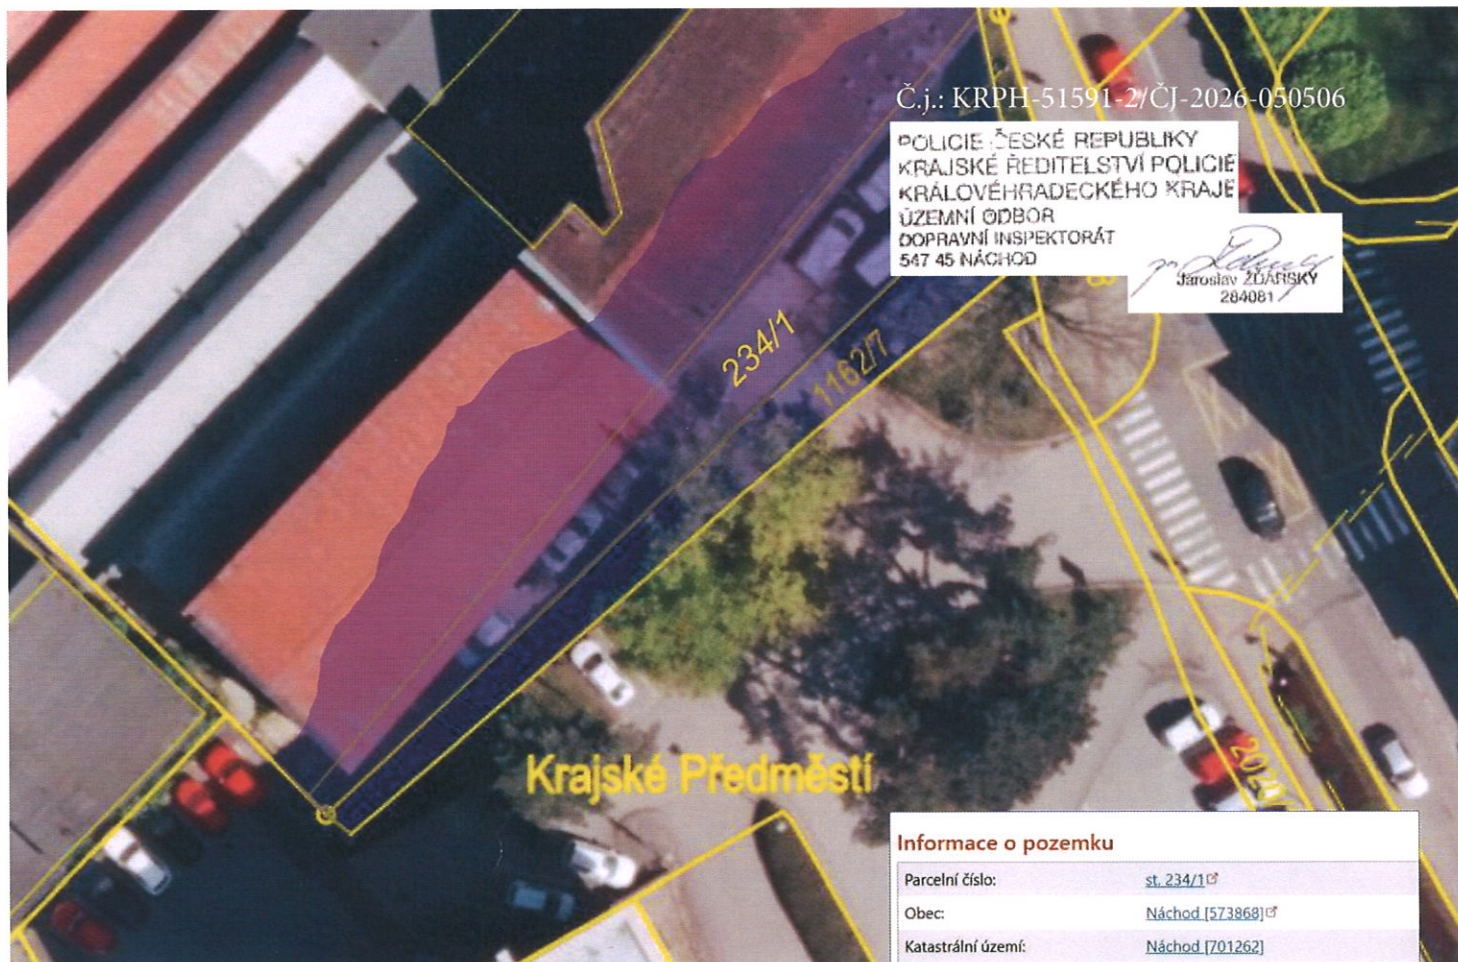 Č.j.: KRPH-51591-2/ČJ-2026-050506
POLICIE ČESKÉ REPUBLIKY
KRAJSKÉ ŘEDITELSTVÍ POLICIE
KRÁLOVÉHRADECKÉHO KRAJE
ÚZEMNÍ ODBOR
DOPRAVNÍ INSPEKTORÁT
547 45 NÁCHOD
Jaroslav ŽĎÁRSKÝ
284081
234/1
1162/7
Krajské Předměstí
Informace o pozemku
Parcelní číslo: st. 234/1
Obec: Náchod [573868]
Katastrální území: Náchod [701262]